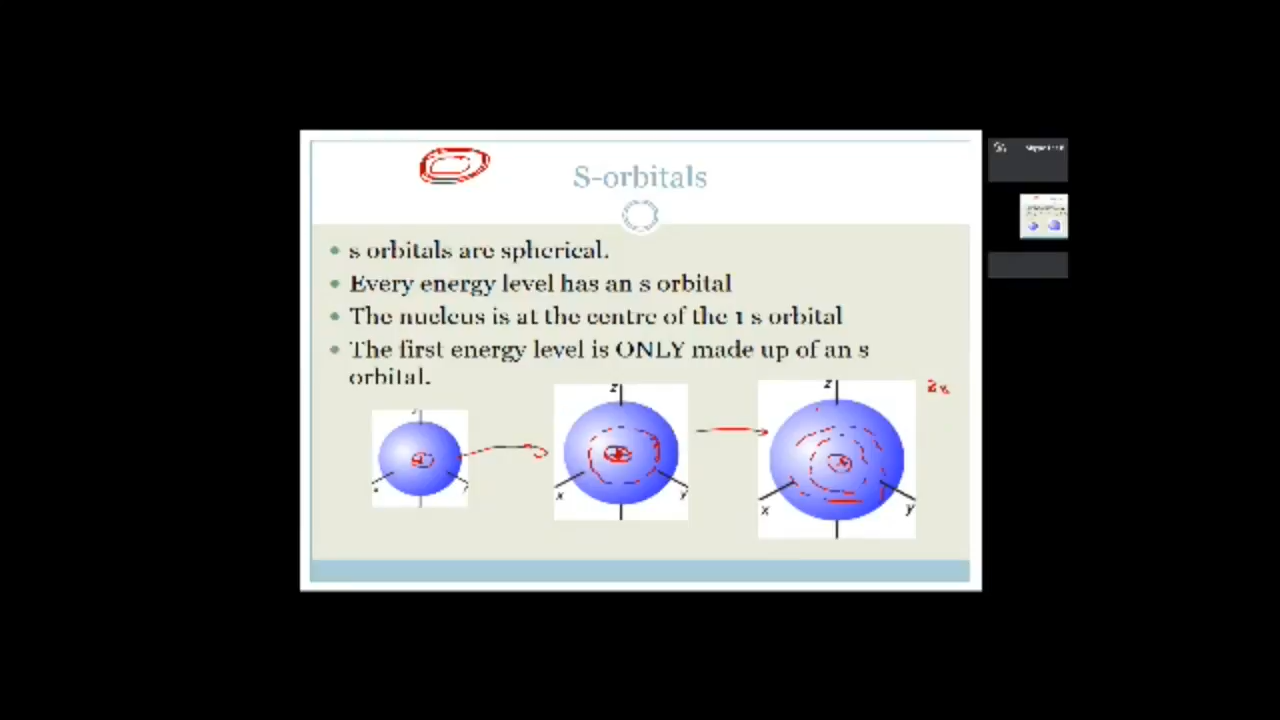 S-orbitals
s orbitals are spherical.
Every energy level has an s orbital
The nucleus is at the centre of the 1 s orbital
The first energy level is ONLY made up of an s
orbital.
z
z
x
y
x
y